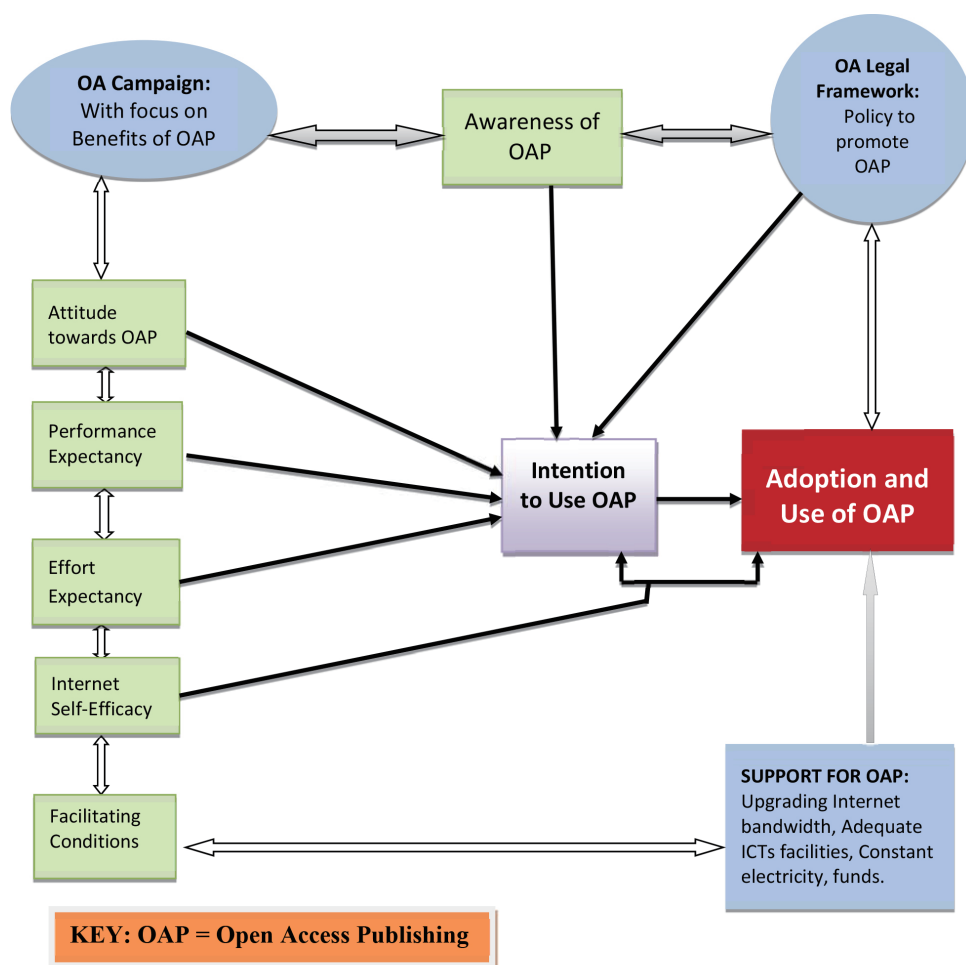 OA Campaign:
With focus on
Benefits of OAP
Awareness of
OAP
OA Legal
Framework:
Policy to
promote
OAP
Attitude
towards OAP
Performance
Expectancy
Intention
to Use OAP
Adoption and
Use of OAP
Effort
Expectancy
Internet
Self-Efficacy
Facilitating
Conditions
SUPPORT FOR OAP:
Upgrading Internet
bandwidth, Adequate
ICTs facilities, Constant
electricity, funds.
KEY: OAP = Open Access Publishing